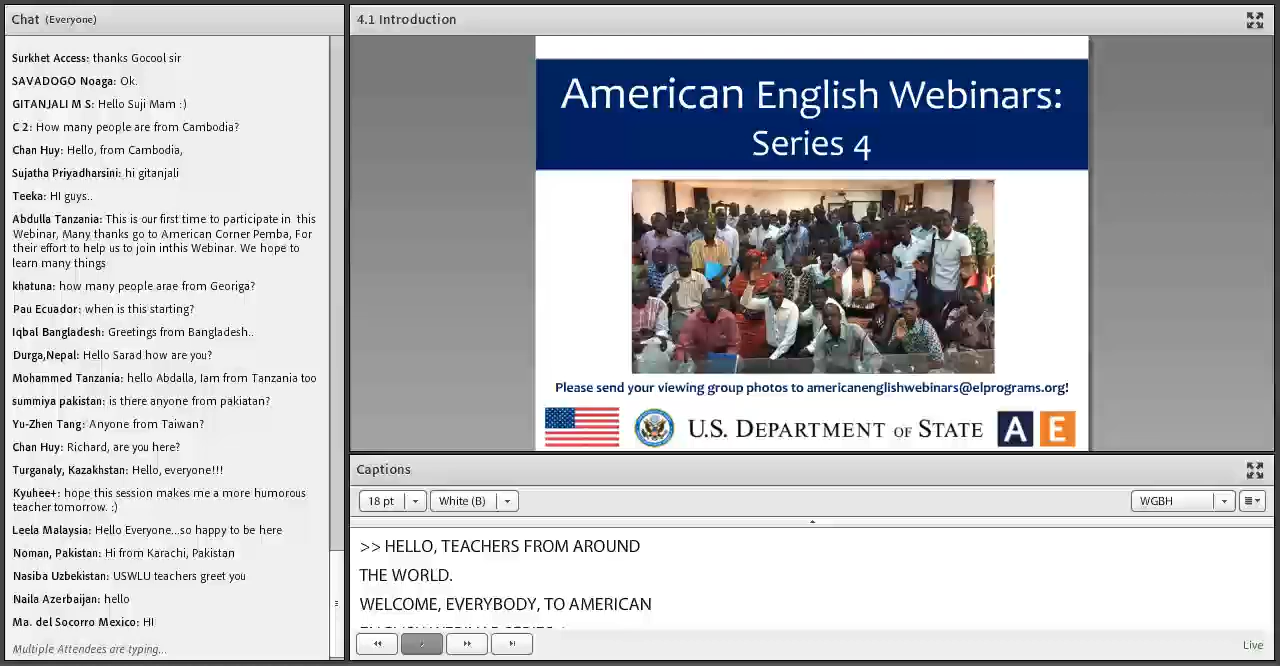 Chat (Everyone)
Surkhet Access: thanks Gocool sir
SAVADOGO Noaga: Ok.
GITANJALI M S: Hello Suji Mam :)
C 2: How many people are from Cambodia?
Chan Huy: Hello, from Cambodia,
Sujatha Priyadharsini: hi gitanjali
Teeka: HI guys..
Abdulla Tanzania: This is our first time to participate in this
Webinar, Many thanks go to American Corner Pemba, For
their effort to help us to join inthis Webinar. We hope to
learn many things
khatuna: how many people arae from Georiga?
Pau Ecuador: when is this starting?
Iqbal Bangladesh: Greetings from Bangladesh..
Durga,Nepal: Hello Sarad how are you?
Mohammed Tanzania: hello Abdalla, Iam from Tanzania too
summiya pakistan: is there anyone from pakiatan?
Yu-Zhen Tang: Anyone from Taiwan?
Chan Huy: Richard, are you here?
Turganaly, Kazakhstan: Hello, everyone!!!
Kyuhee+: hope this session makes me a more humorous
teacher tomorrow. :)
Leela Malaysia: Hello Everyone...so happy to be here
Noman, Pakistan: Hi from Karachi, Pakistan
Nasiba Uzbekistan: USWLU teachers greet you
Naila Azerbaijan: hello
Ma. del Socorro Mexico: HI
Multiple Attendees are typing...
4.1 Introduction
American English Webinars:
Series 4
Please send your viewing group photos to americanenglishwebinars@elprograms.org!
U.S. DEPARTMENT OF STATE
A E
Captions
18 pt
White (B)
WGBH
>> HELLO, TEACHERS FROM AROUND
THE WORLD.
WELCOME, EVERYBODY, TO AMERICAN
Live